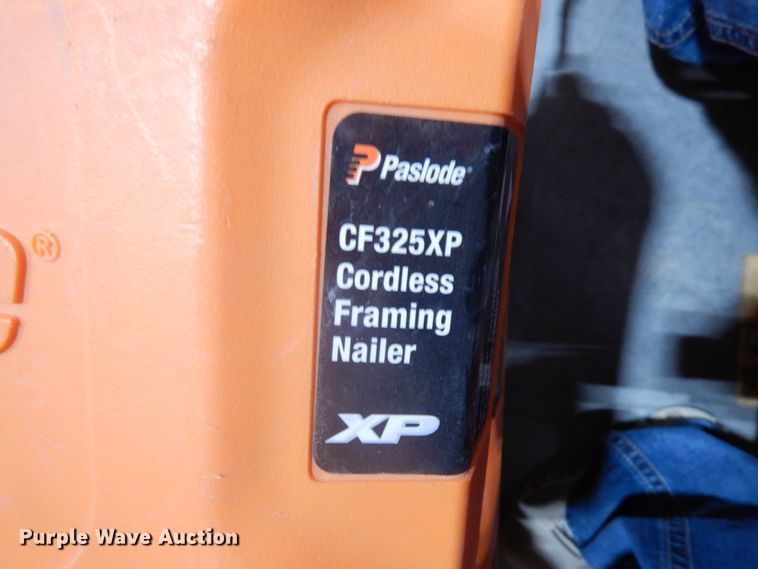 Paslode®
CF325XP
Cordless
Framing
Nailer
XP
®
Purple Wave Auction